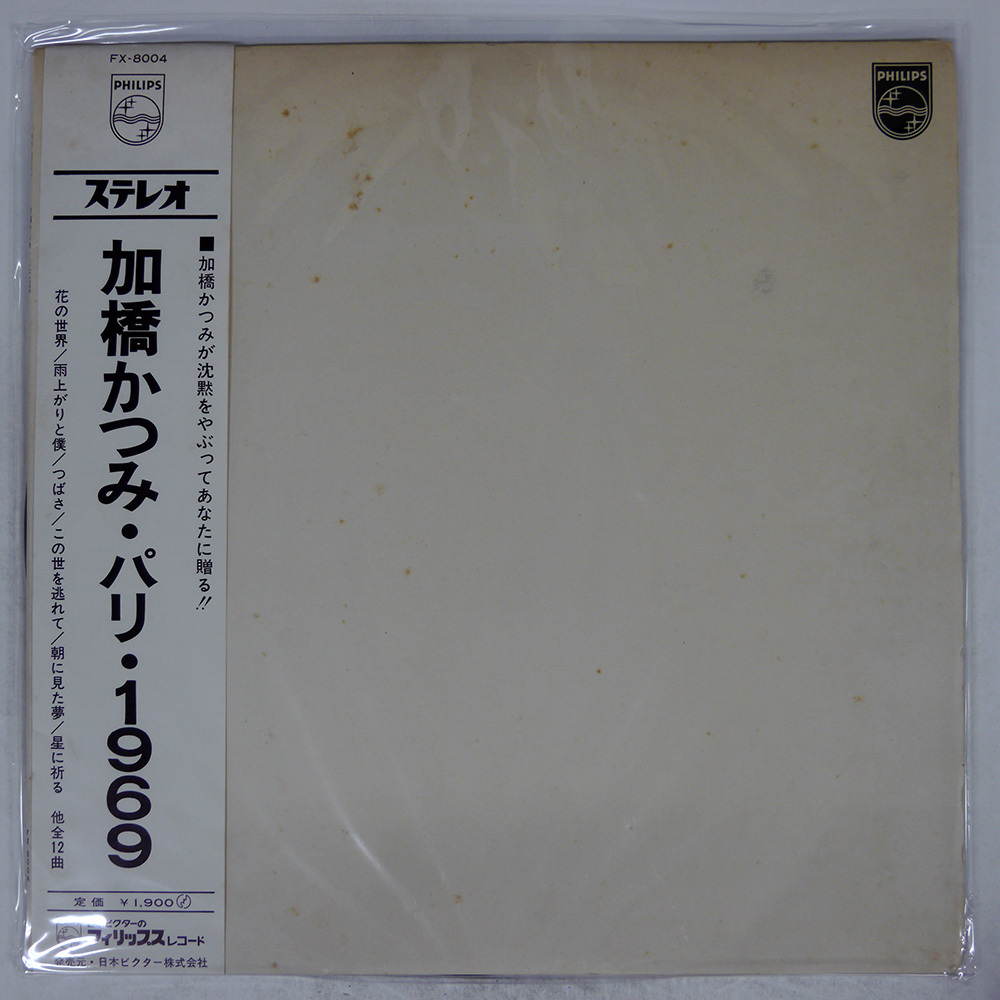 FX-8004
PHILIPS
ステレオ
■加橋かつみが沈黙をやぶってあなたに贈る!!
加橋かつみ・パリ・1969
花の世界/雨上がりと僕/つばさ/この世を逃れて/朝に見た夢/星に祈る 他全12曲
定価 ¥1,900
ビクターの
フィリップスレコード
発売元・日本ビクター株式会社
PHILIPS